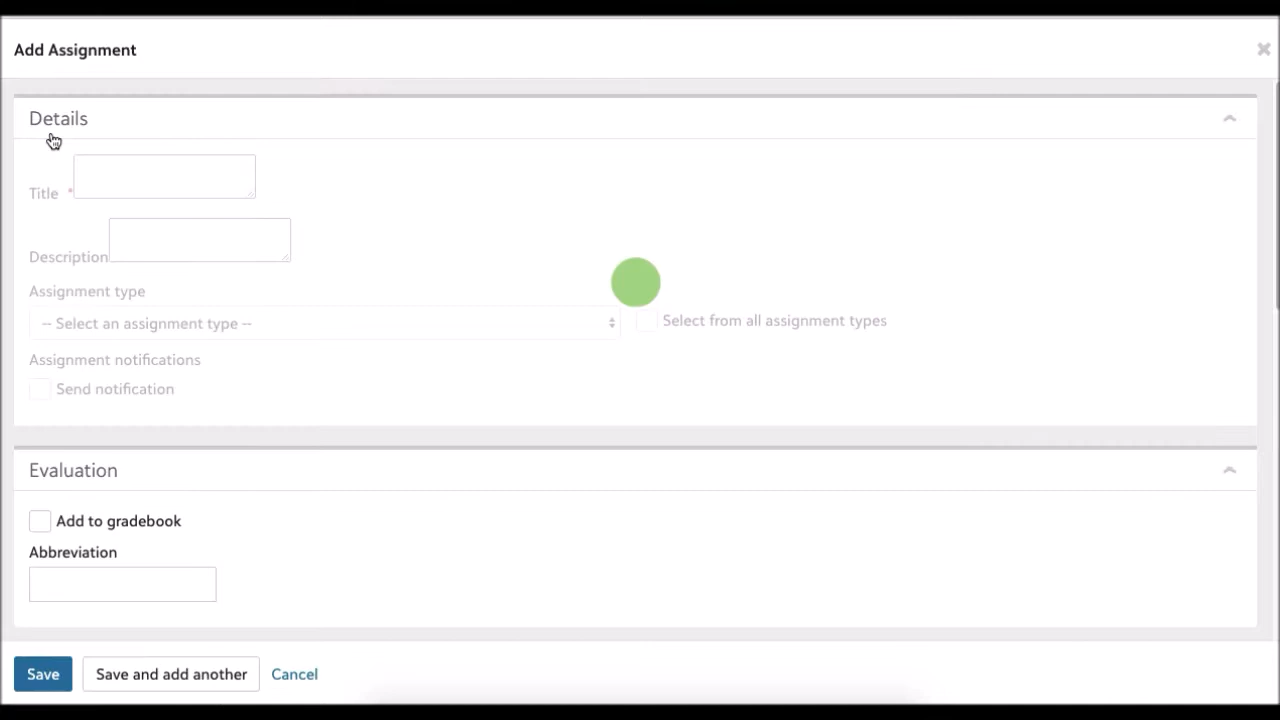 Add Assignment
Details
Title *
Description
Assignment type
-- Select an assignment type --
Select from all assignment types
Assignment notifications
Send notification
Evaluation
Add to gradebook
Abbreviation
Save
Save and add another
Cancel